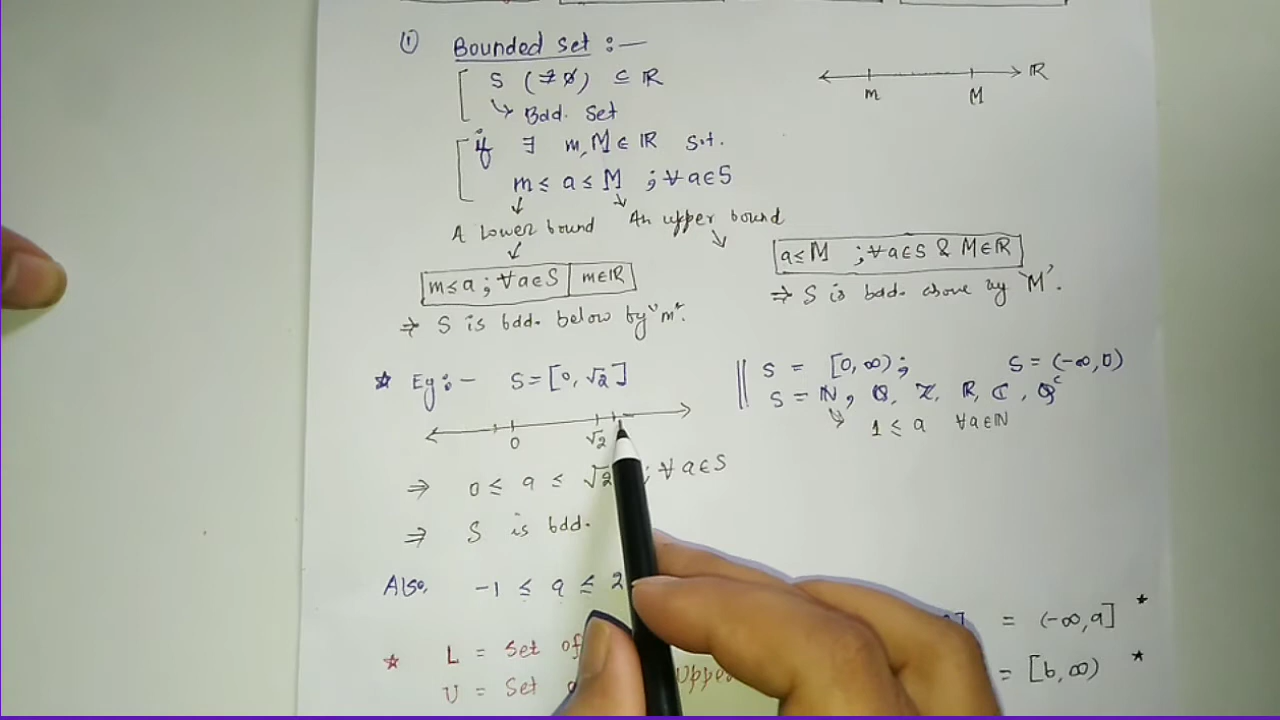 ① Bounded set :—
S (≠ ∅) ⊆ ℝ
↳ Bdd. Set
if ∃ m, M ∈ ℝ s.t.
m ≤ a ≤ M ; ∀ a∈S
A Lower bound
An upper bound
m≤a ; ∀a∈S | m∈ℝ
⇒ S is bdd. below by "m".
← m M → ℝ
a≤M ; ∀a∈S & M∈ℝ
⇒ S is bdd. above by 'M'.
☆ Eg :— S = [0, √2]
0 √2
⇒ 0 ≤ a ≤ √2 ; ∀ a∈S
⇒ S is bdd.
S = [0, ∞) ; S = (-∞, 0)
S = ℕ, ℚ, ℤ, ℝ, ℂ, ℚᶜ
↳ 1 ≤ a ∀a∈ℕ
Also, -1 ≤ a ≤ 2
☆ L = Set of = (-∞, a] *
U = Set = [b, ∞) *